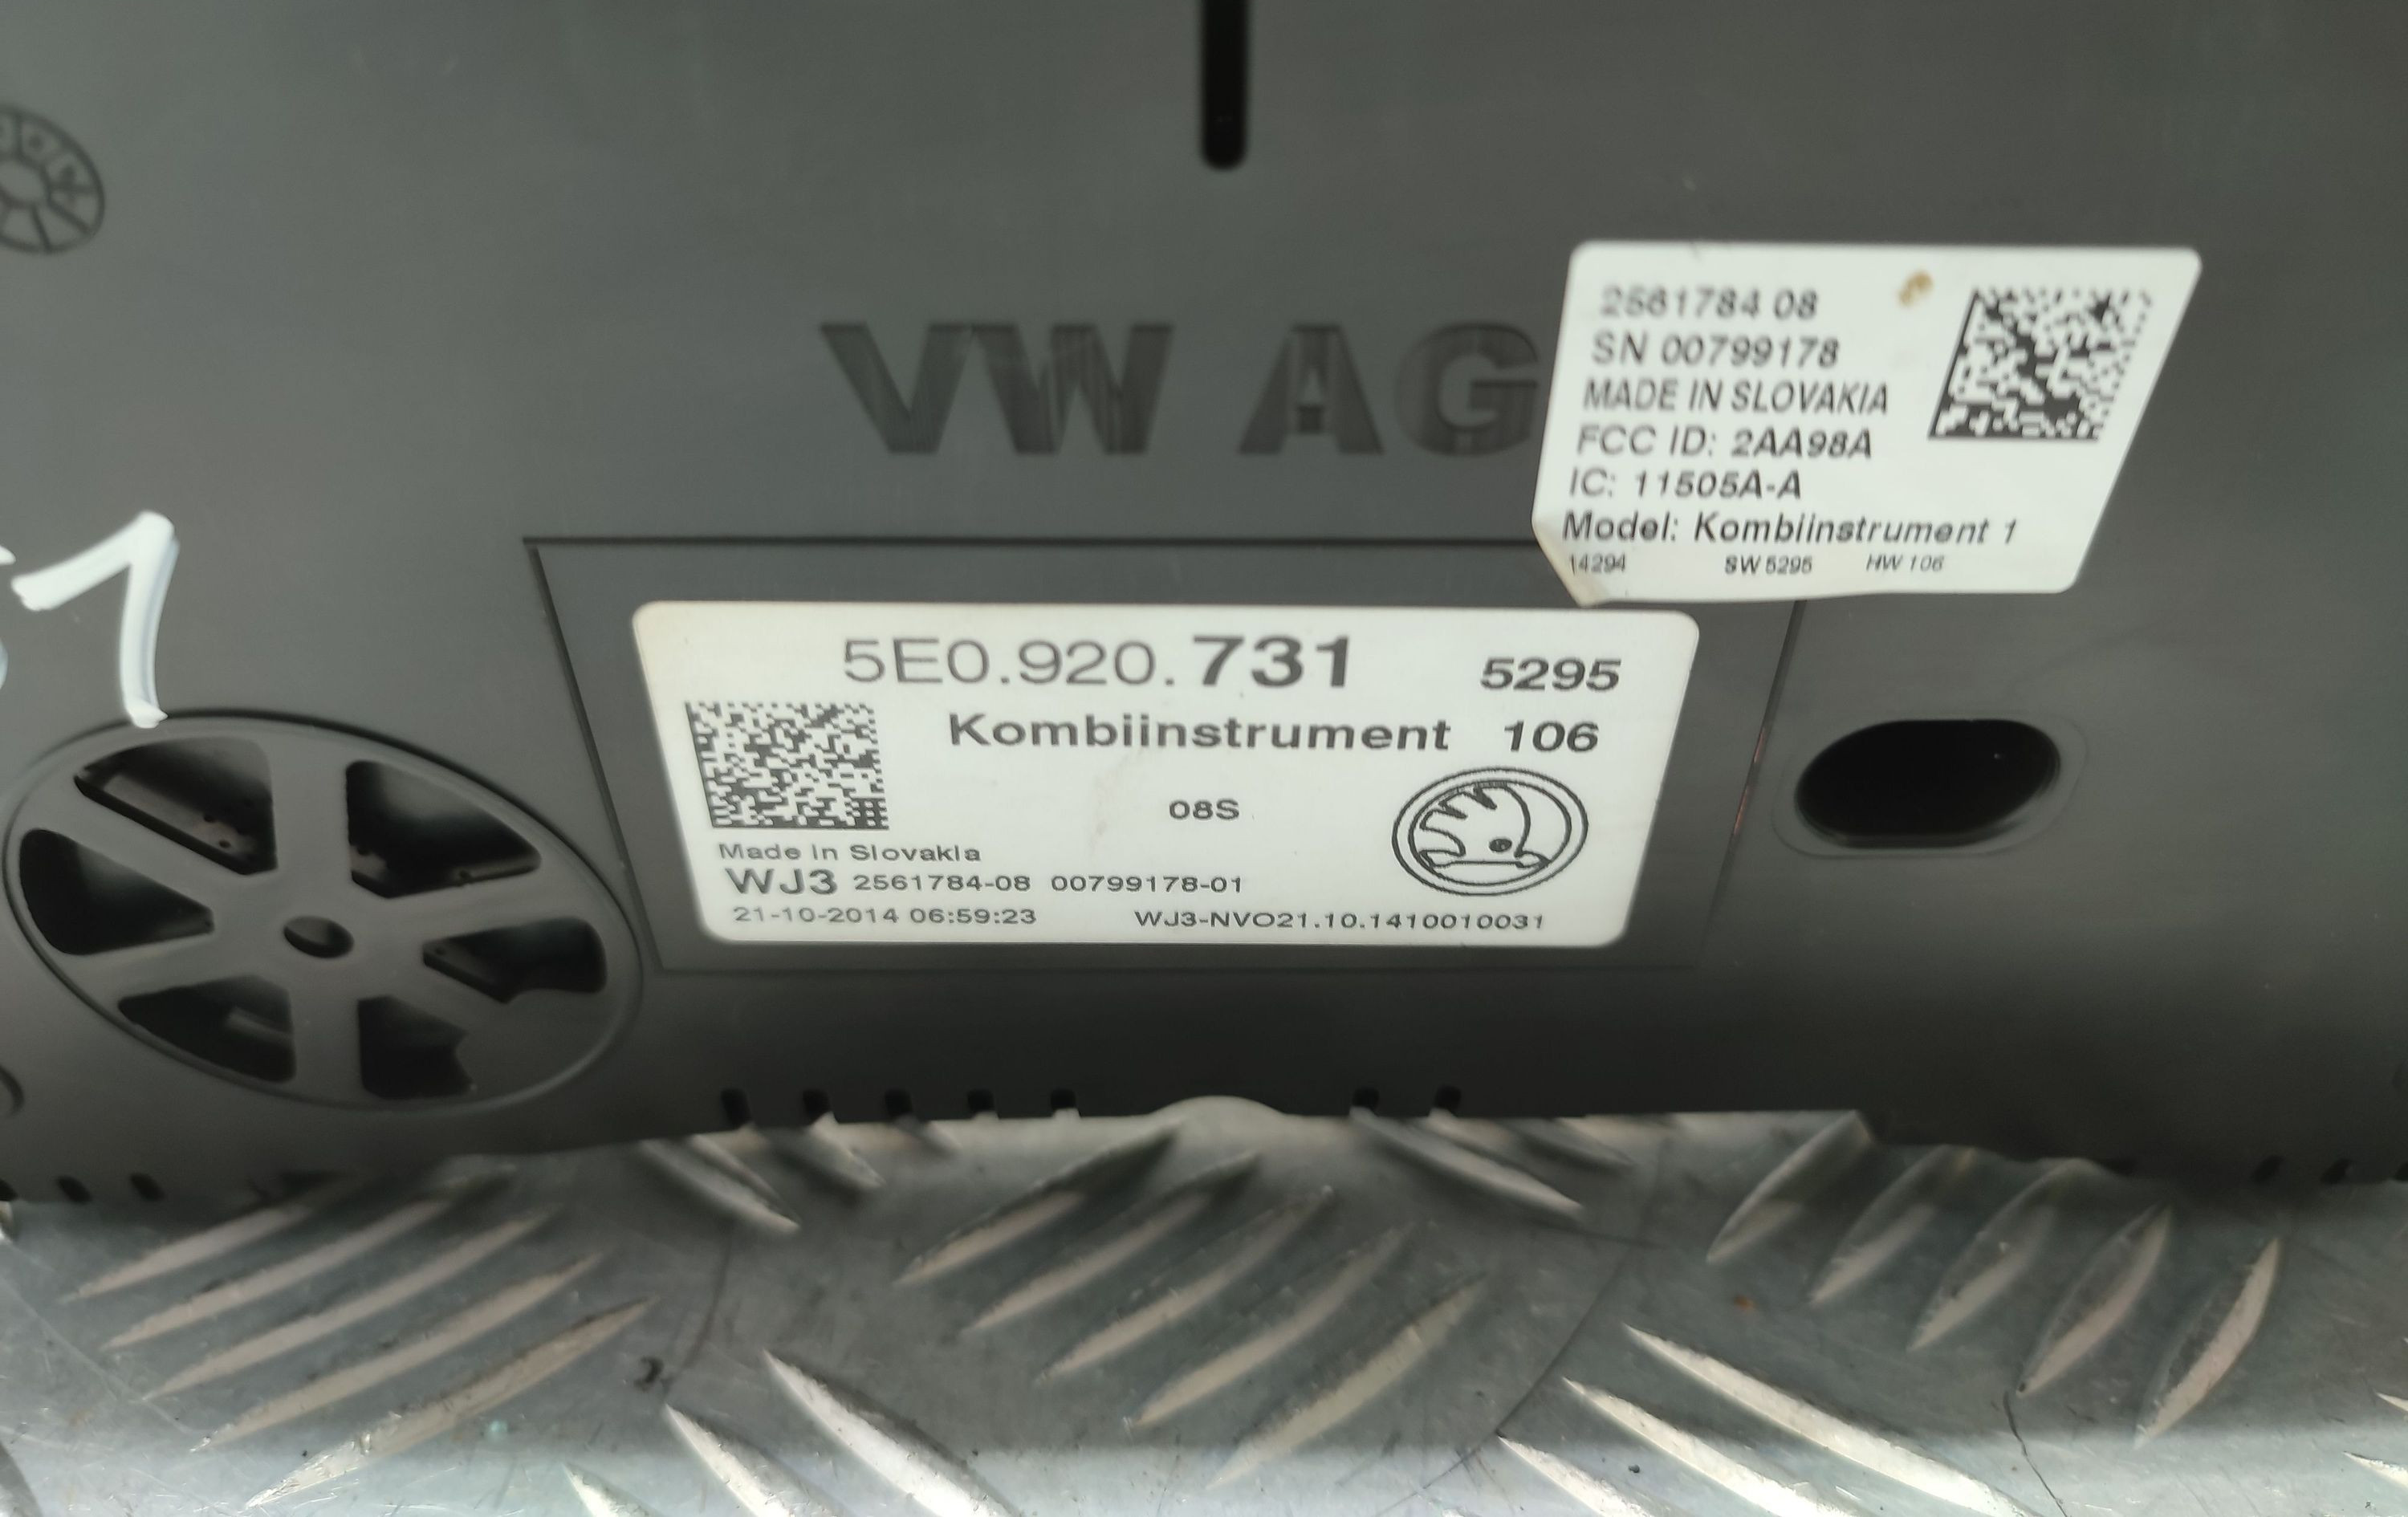 VW AG
2561784 08
SN 00799178
MADE IN SLOVAKIA
FCC ID: 2AA98A
IC: 11505A-A
Model: Kombiinstrument 1
14294 SW 5295 HW 106
5E0.920.731 5295
Kombiinstrument 106
08S
Made in Slovakia
WJ3 2561784-08 00799178-01
21-10-2014 06:59:23 WJ3-NVO21.10.1410010031